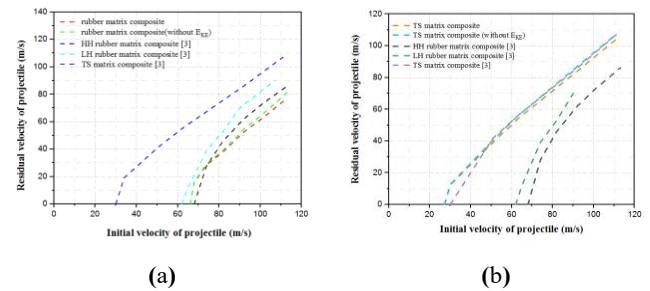 140
120
100
80
60
40
20
0
0 20 40 60 80 100 120
Residual velocity of projectile (m/s)
Initial velocity of projectile (m/s)
rubber matrix composite
rubber matrix composite(without EKE)
HH rubber matrix composite [3]
LH rubber matrix composite [3]
TS matrix composite [3]
(a)
120
100
80
60
40
20
0
0 20 40 60 80 100 120
Residual velocity of projectile (m/s)
Initial velocity of projectile (m/s)
TS matrix composite
TS matrix composite (without EKE)
HH rubber matrix composite [3]
LH rubber matrix composite [3]
TS matrix composite [3]
(b)